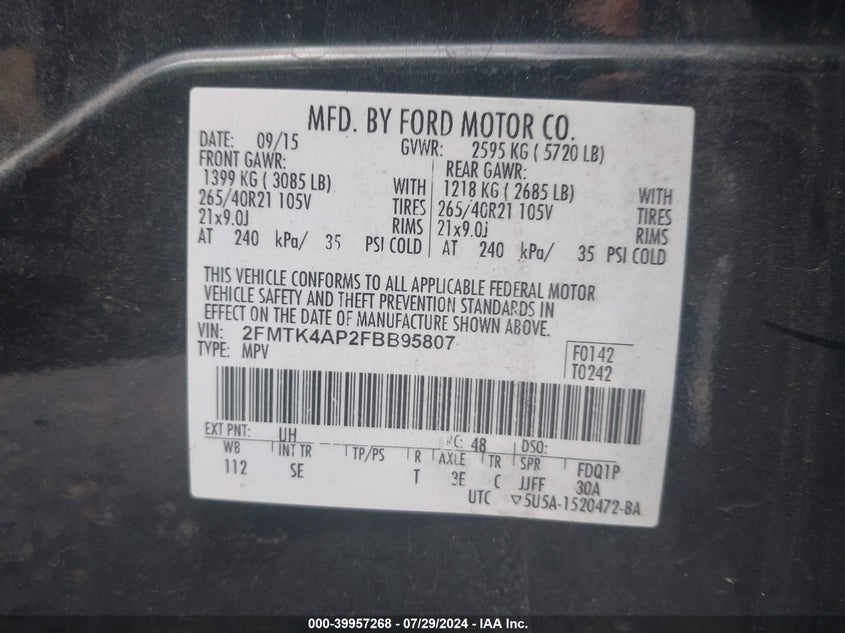 MFD. BY FORD MOTOR CO.
DATE: 09/15 GVWR: 2595 KG ( 5720 LB)
FRONT GAWR: REAR GAWR:
1399 KG ( 3085 LB) WITH 1218 KG ( 2685 LB) WITH
265/40R21 105V TIRES 265/40R21 105V TIRES
21x9.0J RIMS 21x9.0J RIMS
AT 240 kPa/ 35 PSI COLD AT 240 kPa/ 35 PSI COLD
THIS VEHICLE CONFORMS TO ALL APPLICABLE FEDERAL MOTOR
VEHICLE SAFETY AND THEFT PREVENTION STANDARDS IN
EFFECT ON THE DATE OF MANUFACTURE SHOWN ABOVE.
VIN: 2FMTK4AP2FBB95807
TYPE: MPV
F0142
T0242
EXT PNT: UH RC: 48 DSO:
WB INT TR TP/PS R AXLE TR SPR FDQ1P
112 SE T 3E C JJFF 30A
UTC ▽5U5A-1520472-BA
000-39957268 - 07/29/2024 - IAA Inc.